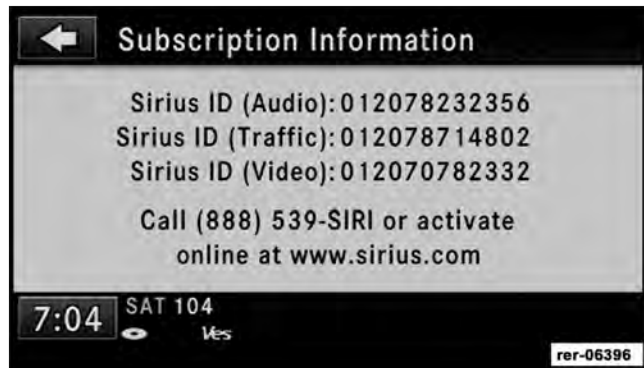 Subscription Information
Sirius ID (Audio):012078232356
Sirius ID (Traffic):012078714802
Sirius ID (Video):012070782332
Call (888) 539-SIRI or activate
online at www.sirius.com
7:04 SAT 104
Ves
rer-06396